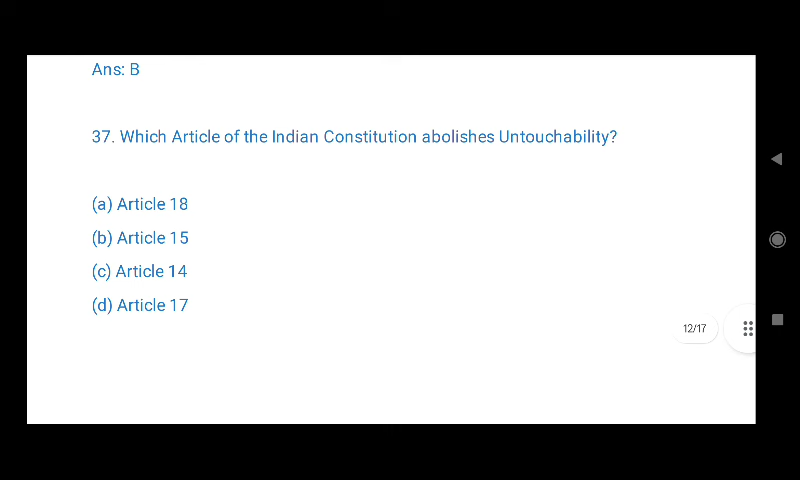 Ans: B
37. Which Article of the Indian Constitution abolishes Untouchability?
(a) Article 18
(b) Article 15
(c) Article 14
(d) Article 17
12/17